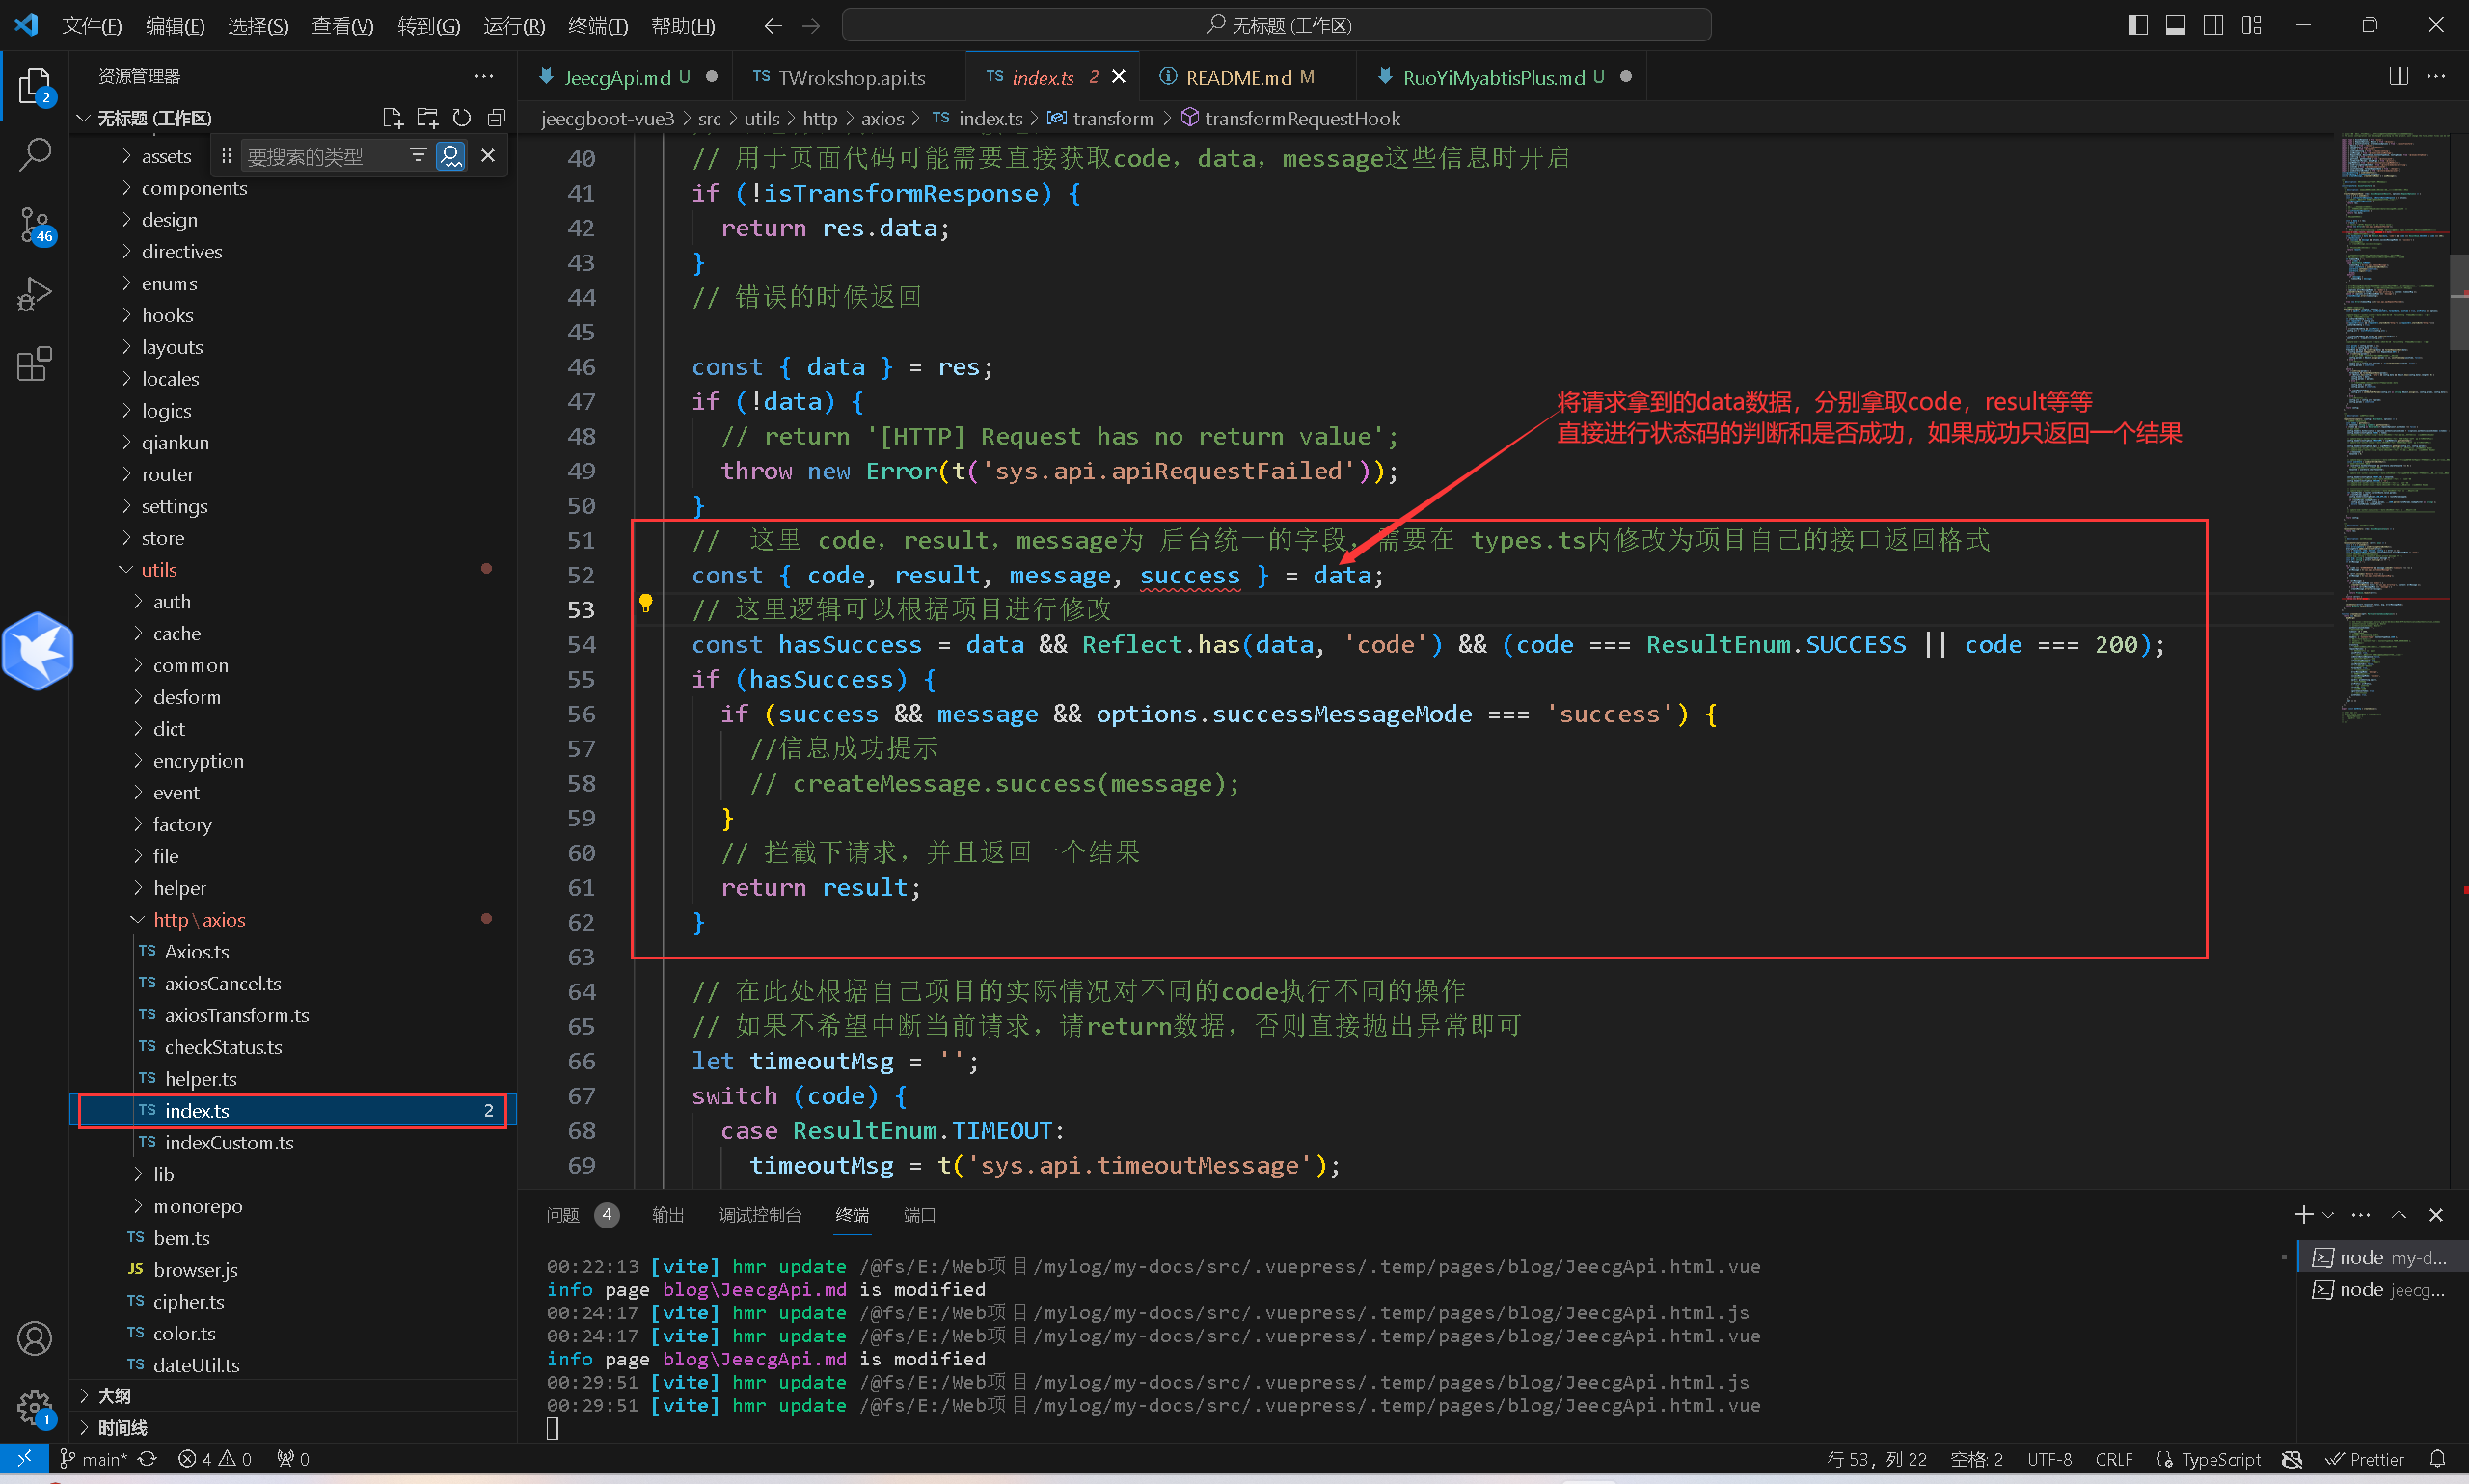 文件(F) 编辑(E) 选择(S) 查看(V) 转到(G) 运行(R) 终端(T) 帮助(H)
无标题 (工作区)
资源管理器
JeecgApi.md U
TS TWrokshop.api.ts
TS index.ts 2
README.md M
RuoYiMyabtisPlus.md U
无标题 (工作区)
要搜索的类型
jeecgboot-vue3 > src > utils > http > axios > TS index.ts > transform > transformRequestHook
2
46
assets
components
design
directives
enums
hooks
layouts
locales
logics
qiankun
router
settings
store
utils
auth
cache
common
desform
dict
encryption
event
factory
file
helper
http\axios
TS Axios.ts
TS axiosCancel.ts
TS axiosTransform.ts
TS checkStatus.ts
TS helper.ts
TS index.ts 2
TS indexCustom.ts
lib
monorepo
TS bem.ts
JS browser.js
TS cipher.ts
TS color.ts
TS dateUtil.ts
大纲
时间线
1
40 // 用于页面代码可能需要直接获取code，data，message这些信息时开启
41 if (!isTransformResponse) {
42 return res.data;
43 }
44 // 错误的时候返回
45
46 const { data } = res;
47 if (!data) {
48 // return '[HTTP] Request has no return value';
49 throw new Error(t('sys.api.apiRequestFailed'));
50 }
将请求拿到的data数据，分别拿取code，result等等
直接进行状态码的判断和是否成功，如果成功只返回一个结果
51 //  这里 code，result，message为 后台统一的字段，需要在 types.ts内修改为项目自己的接口返回格式
52 const { code, result, message, success } = data;
53 // 这里逻辑可以根据项目进行修改
54 const hasSuccess = data && Reflect.has(data, 'code') && (code === ResultEnum.SUCCESS || code === 200);
55 if (hasSuccess) {
56 if (success && message && options.successMessageMode === 'success') {
57 //信息成功提示
58 // createMessage.success(message);
59 }
60 // 拦截下请求，并且返回一个结果
61 return result;
62 }
63
64 // 在此处根据自己项目的实际情况对不同的code执行不同的操作
65 // 如果不希望中断当前请求，请return数据，否则直接抛出异常即可
66 let timeoutMsg = '';
67 switch (code) {
68 case ResultEnum.TIMEOUT:
69 timeoutMsg = t('sys.api.timeoutMessage');
问题 4 输出 调试控制台 终端 端口
00:22:13 [vite] hmr update /@fs/E:/Web项目/mylog/my-docs/src/.vuepress/.temp/pages/blog/JeecgApi.html.vue
info page blog\JeecgApi.md is modified
00:24:17 [vite] hmr update /@fs/E:/Web项目/mylog/my-docs/src/.vuepress/.temp/pages/blog/JeecgApi.html.js
00:24:17 [vite] hmr update /@fs/E:/Web项目/mylog/my-docs/src/.vuepress/.temp/pages/blog/JeecgApi.html.vue
info page blog\JeecgApi.md is modified
00:29:51 [vite] hmr update /@fs/E:/Web项目/mylog/my-docs/src/.vuepress/.temp/pages/blog/JeecgApi.html.js
00:29:51 [vite] hmr update /@fs/E:/Web项目/mylog/my-docs/src/.vuepress/.temp/pages/blog/JeecgApi.html.vue
node my-d...
node jeecg...
main* 4 0 0
行 53，列 22 空格: 2 UTF-8 CRLF TypeScript Prettier